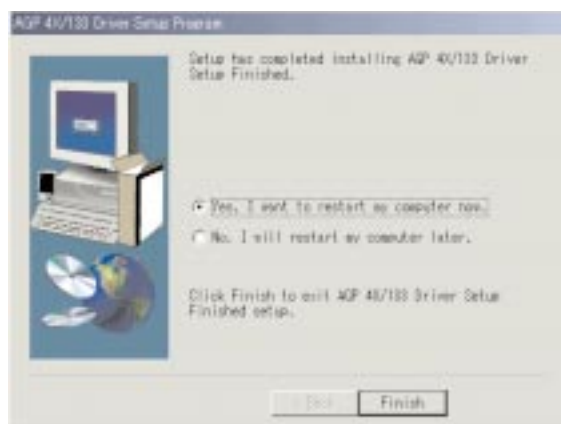 AGP 4X/133 Driver Setup Program
Setup has completed installing AGP 4X/133 Driver
Setup Finished.
Yes, I want to restart my computer now.
No, I will restart my computer later.
Click Finish to exit AGP 4X/133 Driver Setup
Finished setup.
< Back
Finish